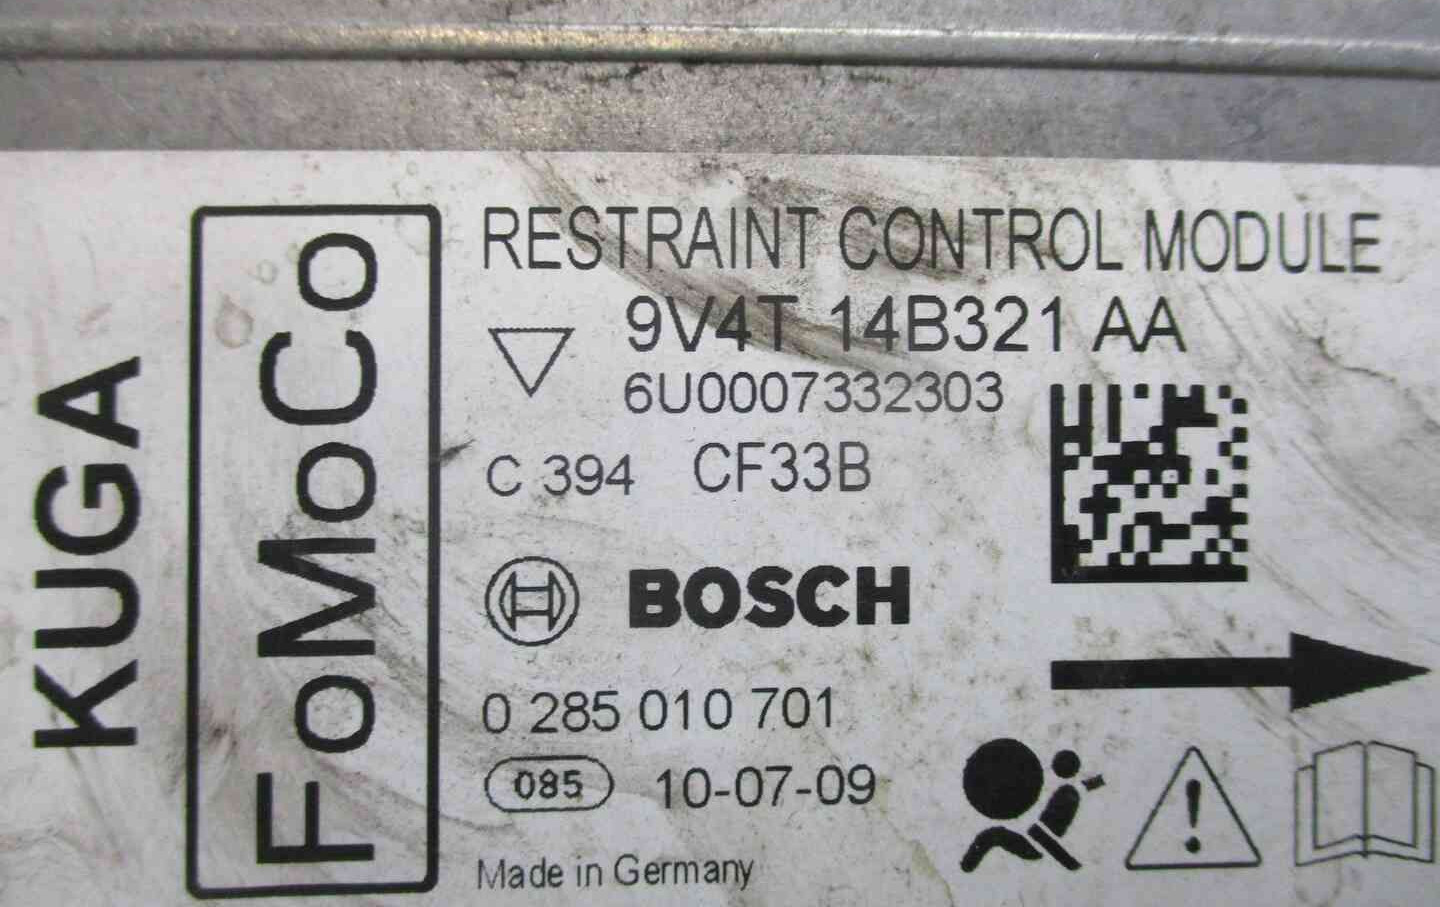 KUGA
FoMoCo
RESTRAINT CONTROL MODULE
9V4T 14B321 AA
6U0007332303
C 394 CF33B
BOSCH
0 285 010 701
085 10-07-09
Made in Germany